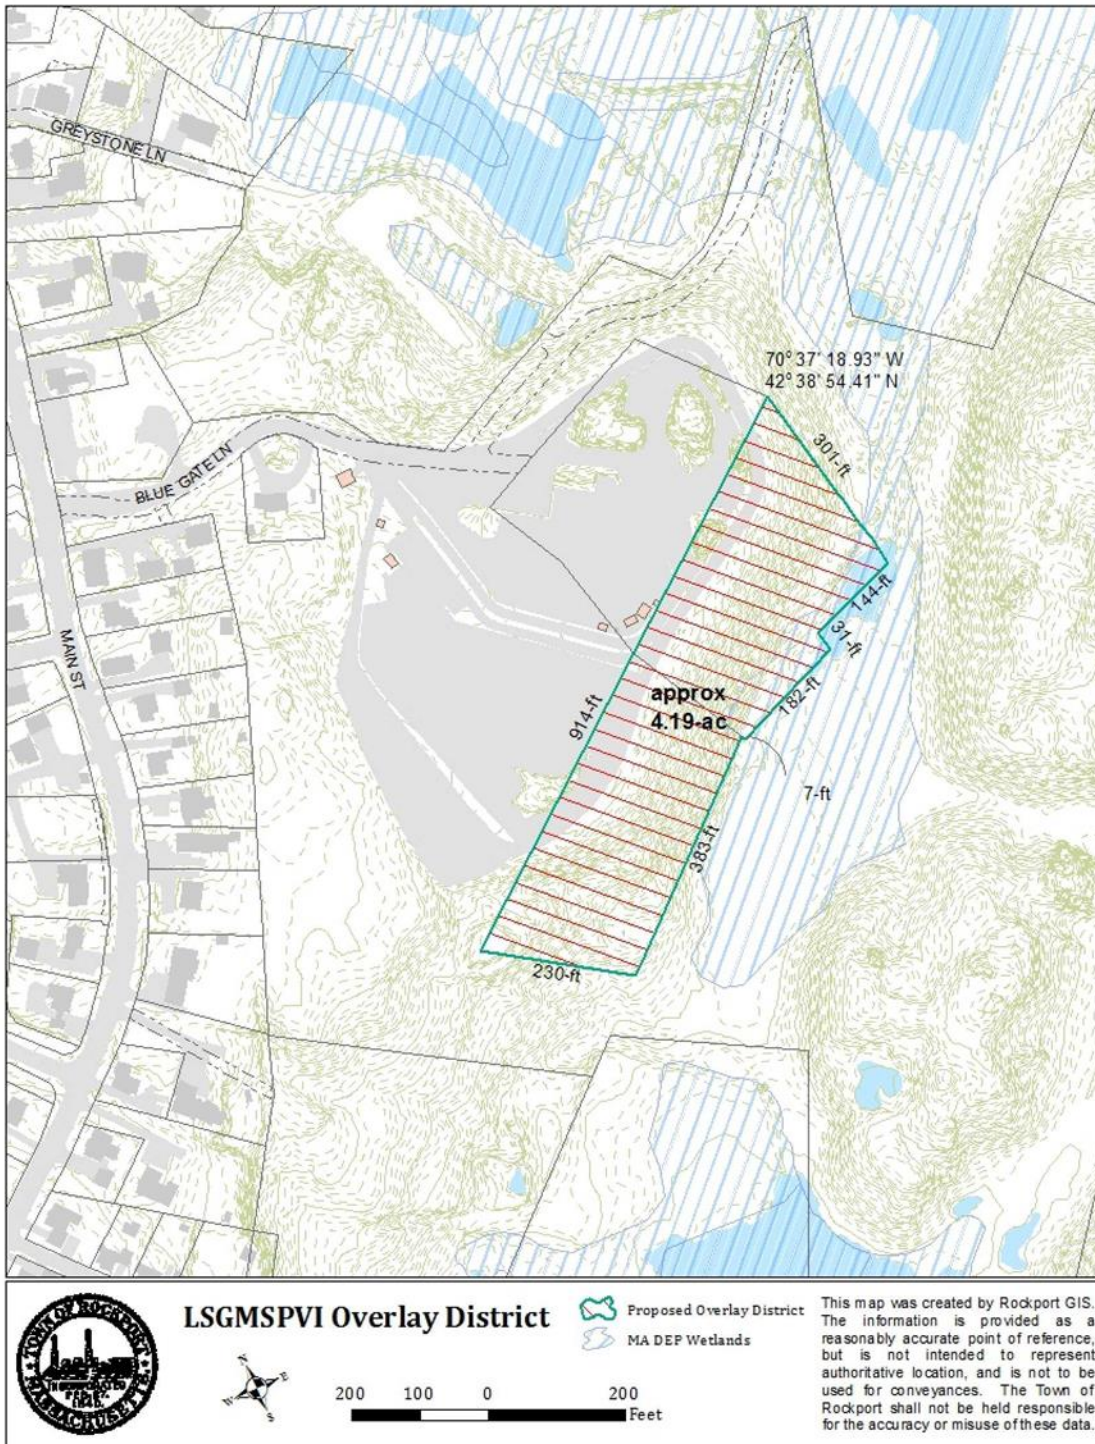 GREYSTONE LN
70° 37' 18.93" W
42° 38' 54.41" N
301-ft
BLUE GATE LN
144-ft
31-ft
MAIN ST
approx
4.19-ac
182-ft
914-ft
7-ft
383-ft
230-ft
TOWN OF ROCKPORT
MASSACHUSETTS
INCORPORATED
1840.
LSGMSPVI Overlay District
N
E
W
S
200 100 0 200
Feet
Proposed Overlay District
MA DEP Wetlands
This map was created by Rockport GIS.
The information is provided as a
reasonably accurate point of reference,
but is not intended to represent
authoritative location, and is not to be
used for conveyances. The Town of
Rockport shall not be held responsible
for the accuracy or misuse of these data.